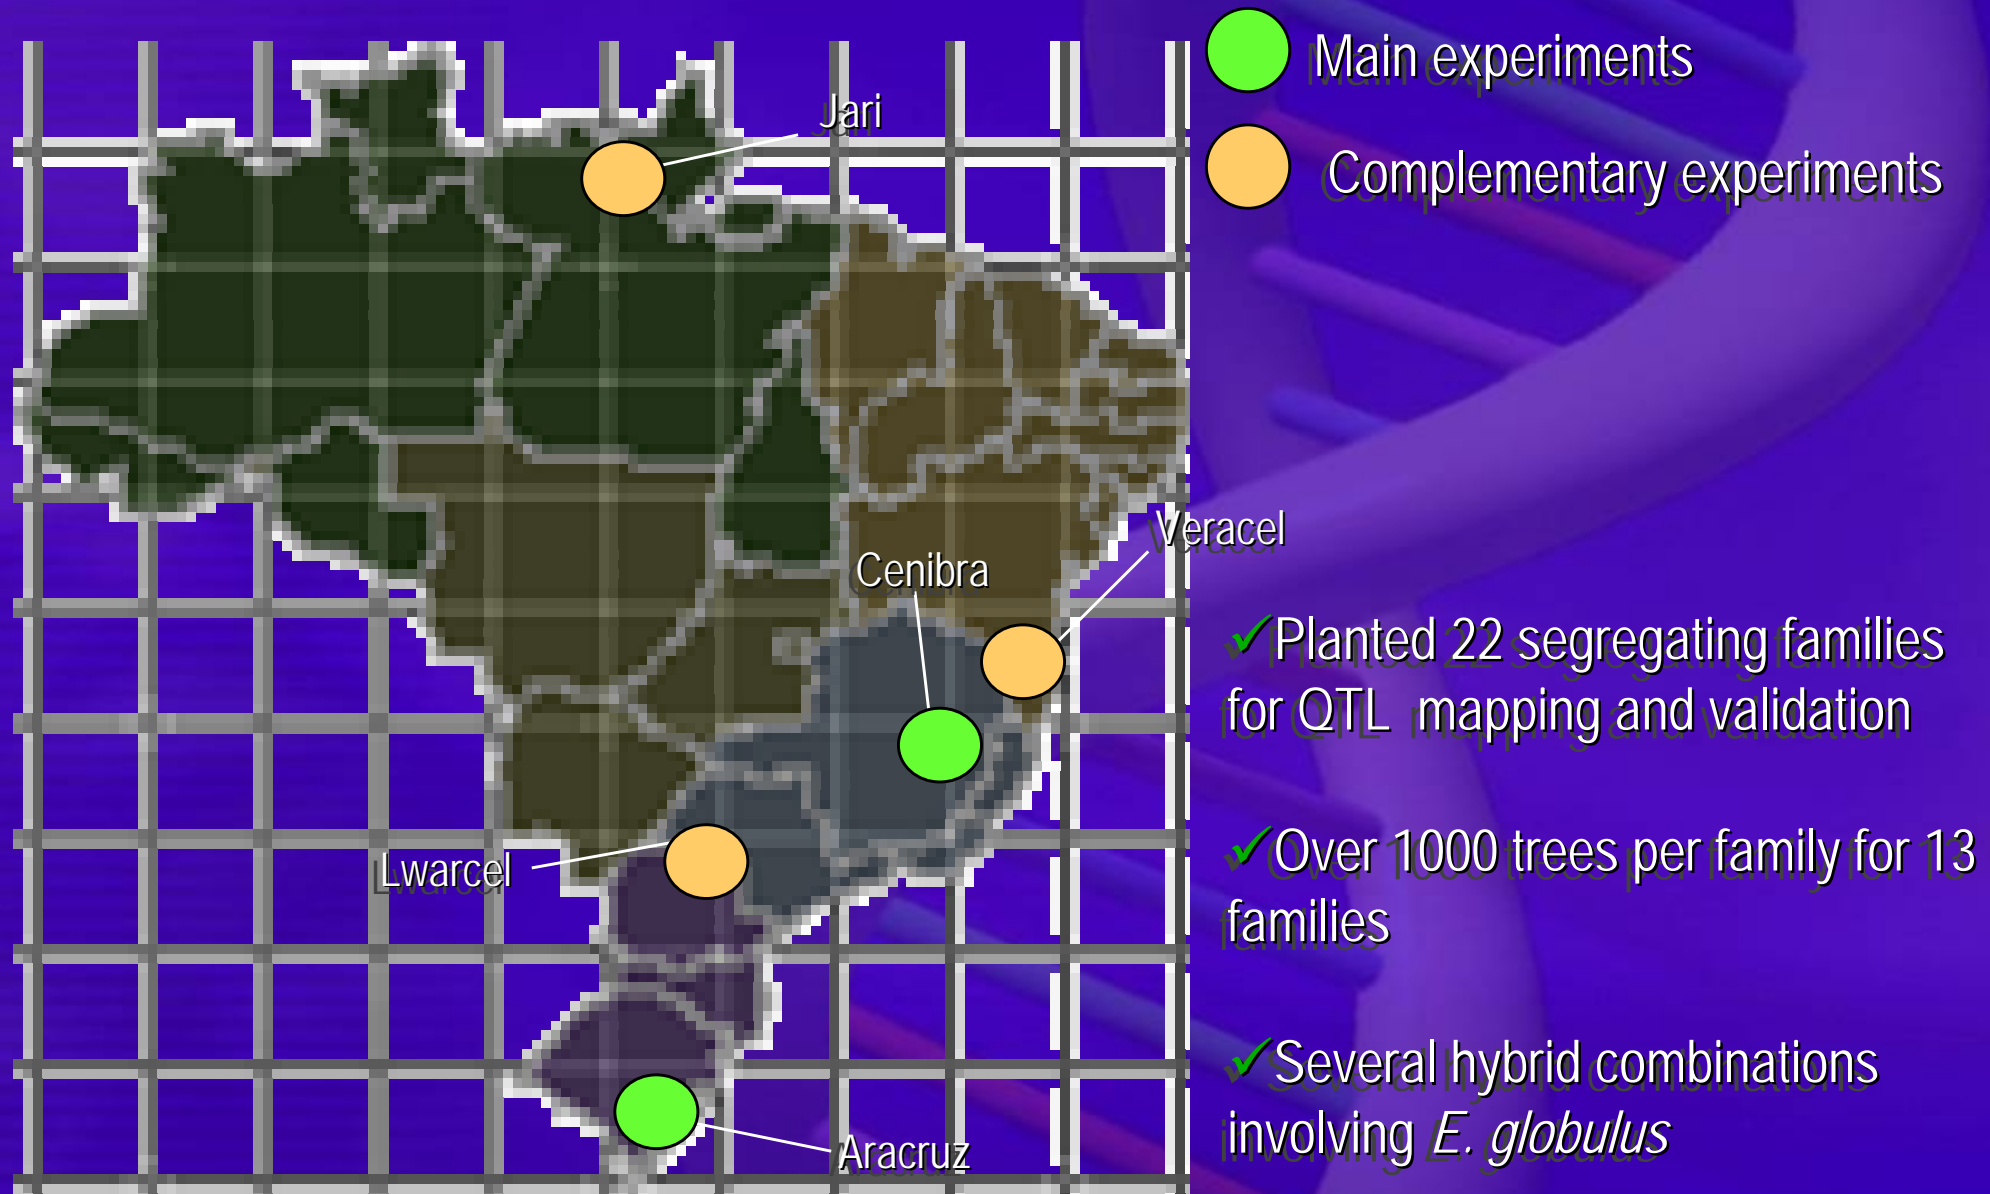 Main experiments
Complementary experiments
Jari
Veracel
Cenibra
Lwarcel
Aracruz
✓Planted 22 segregating families
for QTL mapping and validation
✓Over 1000 trees per family for 13
families
✓Several hybrid combinations
involving E. globulus